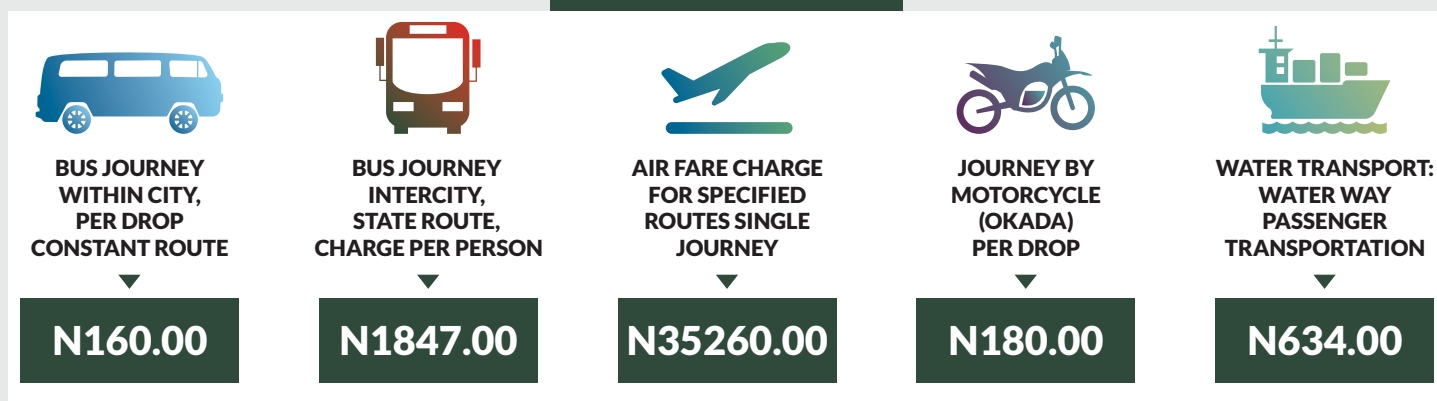 BUS JOURNEY
WITHIN CITY,
PER DROP
CONSTANT ROUTE
N160.00
BUS JOURNEY
INTERCITY,
STATE ROUTE,
CHARGE PER PERSON
N1847.00
AIR FARE CHARGE
FOR SPECIFIED
ROUTES SINGLE
JOURNEY
N35260.00
JOURNEY BY
MOTORCYCLE
(OKADA)
PER DROP
N180.00
WATER TRANSPORT:
WATER WAY
PASSENGER
TRANSPORTATION
N634.00